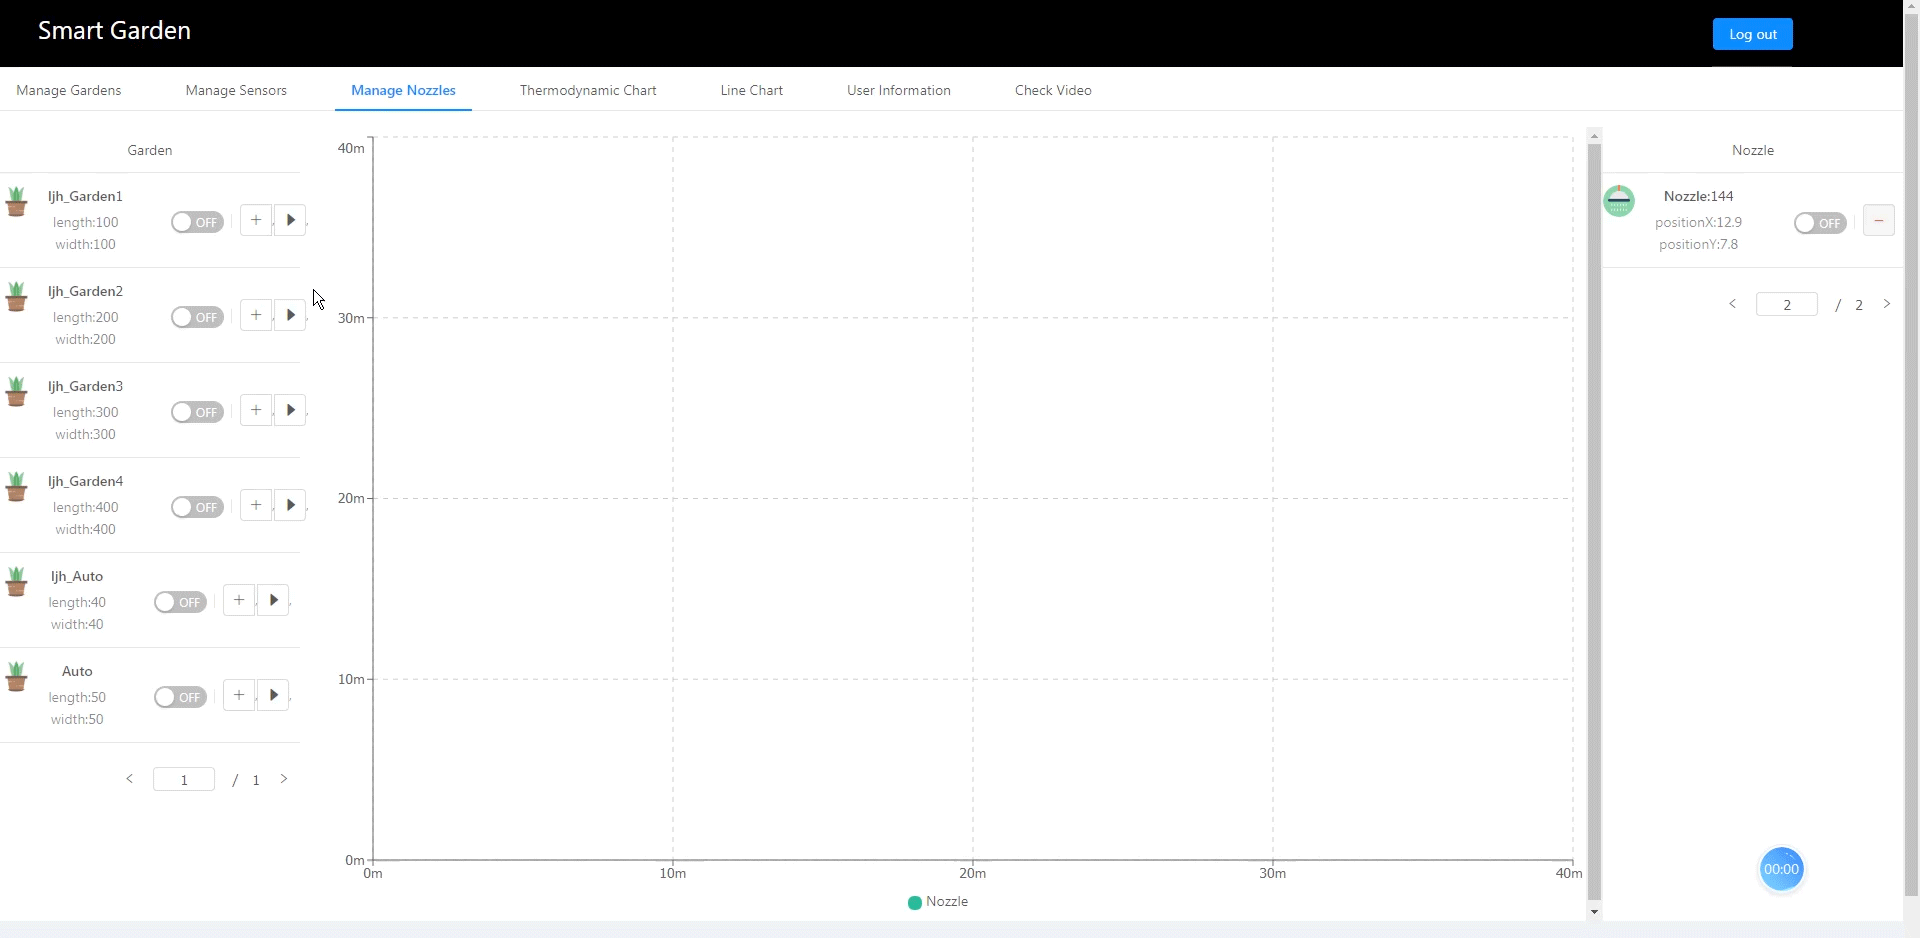 Smart Garden
Log out
Manage Gardens
Manage Sensors
Manage Nozzles
Thermodynamic Chart
Line Chart
User Information
Check Video
Garden
ljh_Garden1
length:100
width:100
OFF
ljh_Garden2
length:200
width:200
OFF
ljh_Garden3
length:300
width:300
OFF
ljh_Garden4
length:400
width:400
OFF
ljh_Auto
length:40
width:40
OFF
Auto
length:50
width:50
OFF
< 1 / 1 >
40m
30m
20m
10m
0m
0m
10m
20m
30m
40m
Nozzle
Nozzle
Nozzle:144
positionX:12.9
positionY:7.8
OFF
< 2 / 2 >
00:00